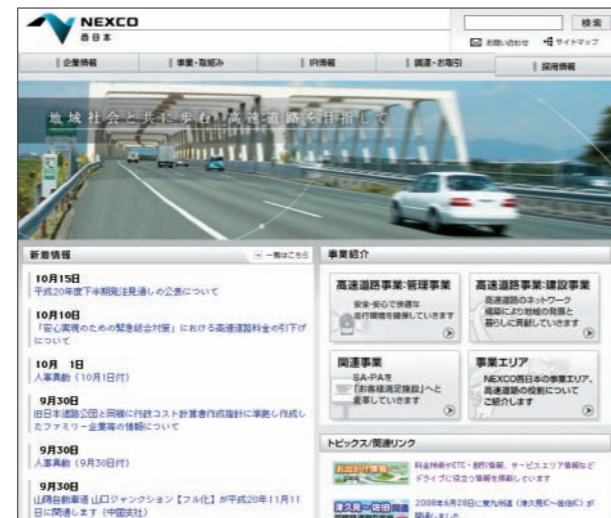 NEXCO
西日本
検索
お問い合わせ
サイトマップ
企業情報
事業・取組み
IR情報
調達・お取引
採用情報
地域社会と共に歩む 高速道路を目指して
新着情報
一覧はこちら
10月15日
平成20年度下半期発注見通しの公表について
10月10日
「安心実現のための緊急総合対策」における高速道路料金の引下げ
について
10月 1日
人事異動（10月1日付）
9月30日
旧日本道路公団と同様に行政コスト計算書作成指針に準拠し作成し
たファミリー企業等の情報について
9月30日
人事異動（9月30日付）
9月30日
山陽自動車道 山口ジャンクション【フル化】が平成20年11月11
日に開通します（中国支社）
事業紹介
高速道路事業:管理事業
安全・安心で快適な
走行環境を確保していきます
高速道路事業:建設事業
高速道路のネットワーク
構築により地域の発展と
暮らしに貢献していきます
関連事業
SA・PAを
「お客様満足施設」へと
変革していきます
事業エリア
NEXCO西日本の事業エリア、
高速道路の役割について
ご紹介します
トピックス/関連リンク
お出かけ情報
料金検索やETC・割引情報、サービスエリア情報など
ドライブに役立つ情報を掲載しています
津久見～佐伯 開通
2008年6月28日に東九州道（津久見IC～佐伯IC）が
開通しました